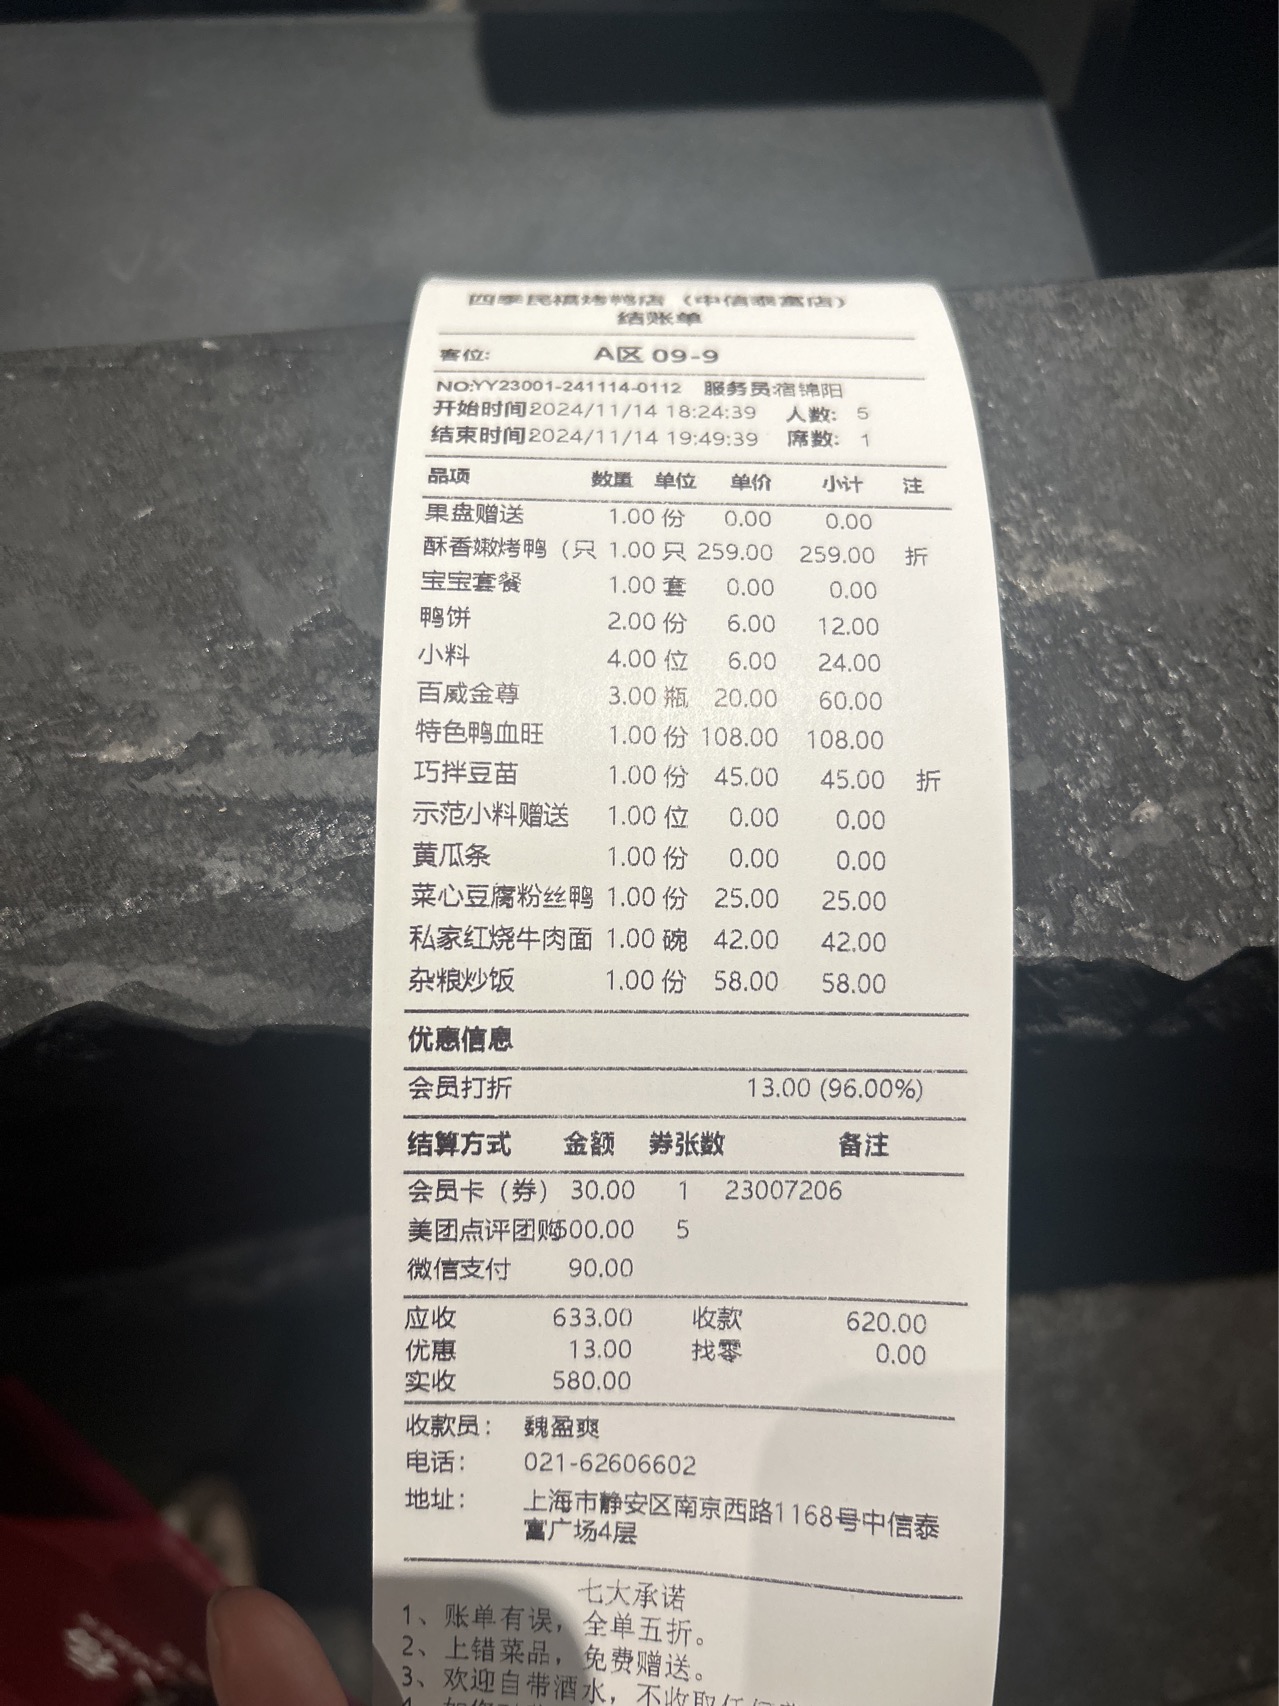 四季民福烤鸭店（中信泰富店）
结账单
客位: A区 09-9
NO:YY23001-241114-0112 服务员:宿锦阳
开始时间2024/11/14 18:24:39 人数: 5
结束时间2024/11/14 19:49:39 席数: 1
品项 数量 单位 单价 小计 注
果盘赠送 1.00 份 0.00 0.00
酥香嫩烤鸭（只 1.00 只 259.00 259.00 折
宝宝套餐 1.00 套 0.00 0.00
鸭饼 2.00 份 6.00 12.00
小料 4.00 位 6.00 24.00
百威金尊 3.00 瓶 20.00 60.00
特色鸭血旺 1.00 份 108.00 108.00
巧拌豆苗 1.00 份 45.00 45.00 折
示范小料赠送 1.00 位 0.00 0.00
黄瓜条 1.00 份 0.00 0.00
菜心豆腐粉丝鸭 1.00 份 25.00 25.00
私家红烧牛肉面 1.00 碗 42.00 42.00
杂粮炒饭 1.00 份 58.00 58.00
优惠信息
会员打折 13.00 (96.00%)
结算方式 金额 券张数 备注
会员卡（券） 30.00 1 23007206
美团点评团购500.00 5
微信支付 90.00
应收 633.00 收款 620.00
优惠 13.00 找零 0.00
实收 580.00
收款员: 魏盈爽
电话: 021-62606602
地址: 上海市静安区南京西路1168号中信泰
富广场4层
七大承诺
1、账单有误，全单五折。
2、上错菜品，免费赠送。
3、欢迎自带酒水，不收取任何